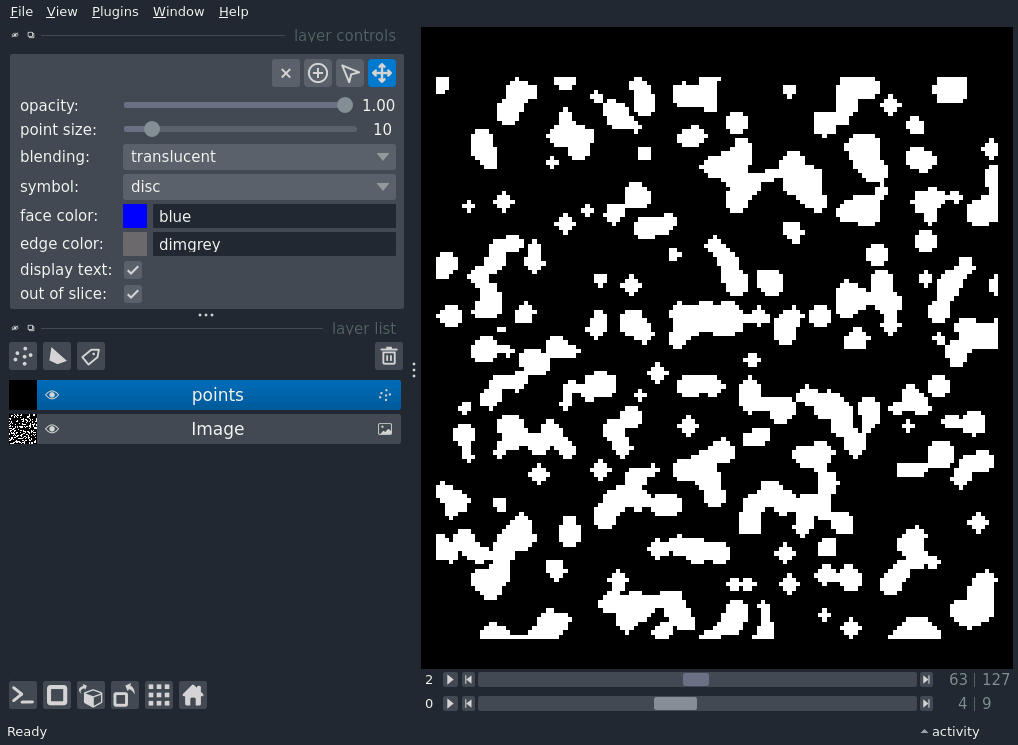 File View Plugins Window Help
layer controls
opacity: 1.00
point size: 10
blending: translucent
symbol: disc
face color: blue
edge color: dimgrey
display text:
out of slice:
layer list
points
Image
2 63 | 127
0 4 | 9
Ready activity